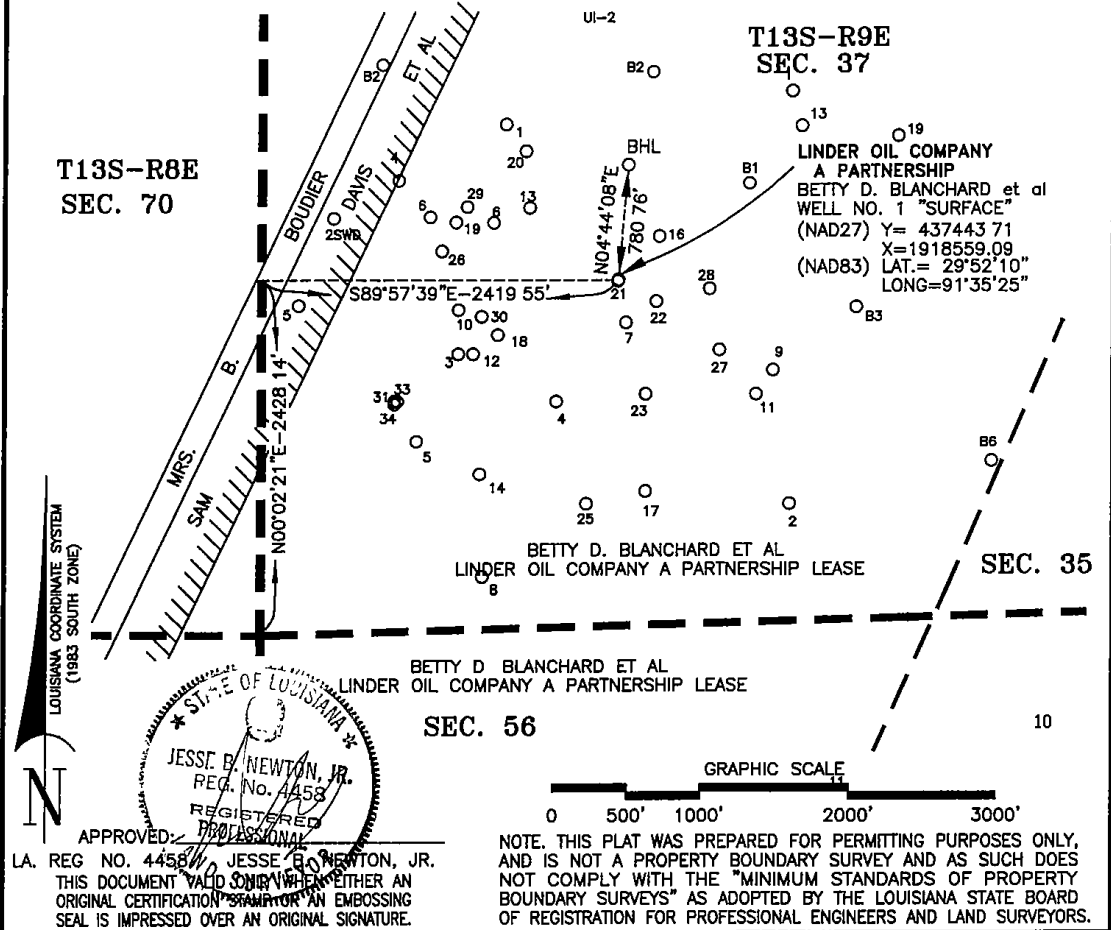 UI-2
T13S-R9E
SEC. 37
T13S-R8E
SEC. 70
B2
B2
1
20
13
19
BHL
B1
LINDER OIL COMPANY
A PARTNERSHIP
BETTY D. BLANCHARD et al
WELL NO. 1 "SURFACE"
(NAD27) Y= 437443 71
X=1918559.09
(NAD83) LAT.= 29°52'10"
LONG=91°35'25"
MRS. B. BOUDIER
SAM DAVIS ET AL
2SWD
6
29
19
6
13
26
16
N04°44'08"E
780 76'
S89°57'39"E-2419 55'
21
28
22
7
B3
5
10
30
18
3
12
27
9
11
31
33
34
4
23
5
14
25
17
2
B6
8
N00°02'21"E-2428 14'
BETTY D. BLANCHARD ET AL
LINDER OIL COMPANY A PARTNERSHIP LEASE
SEC. 35
BETTY D BLANCHARD ET AL
LINDER OIL COMPANY A PARTNERSHIP LEASE
SEC. 56
10
11
LOUISIANA COORDINATE SYSTEM
(1983 SOUTH ZONE)
N
STATE OF LOUISIANA
JESSE B. NEWTON, JR.
REG. No. 4458
REGISTERED
PROFESSIONAL
LAND SURVEYOR
GRAPHIC SCALE
0 500' 1000' 2000' 3000'
APPROVED:
LA. REG NO. 4458 JESSE B. NEWTON, JR.
THIS DOCUMENT VALID ONLY WHEN EITHER AN
ORIGINAL CERTIFICATION STAMP OR AN EMBOSSING
SEAL IS IMPRESSED OVER AN ORIGINAL SIGNATURE.
NOTE. THIS PLAT WAS PREPARED FOR PERMITTING PURPOSES ONLY,
AND IS NOT A PROPERTY BOUNDARY SURVEY AND AS SUCH DOES
NOT COMPLY WITH THE "MINIMUM STANDARDS OF PROPERTY
BOUNDARY SURVEYS" AS ADOPTED BY THE LOUISIANA STATE BOARD
OF REGISTRATION FOR PROFESSIONAL ENGINEERS AND LAND SURVEYORS.